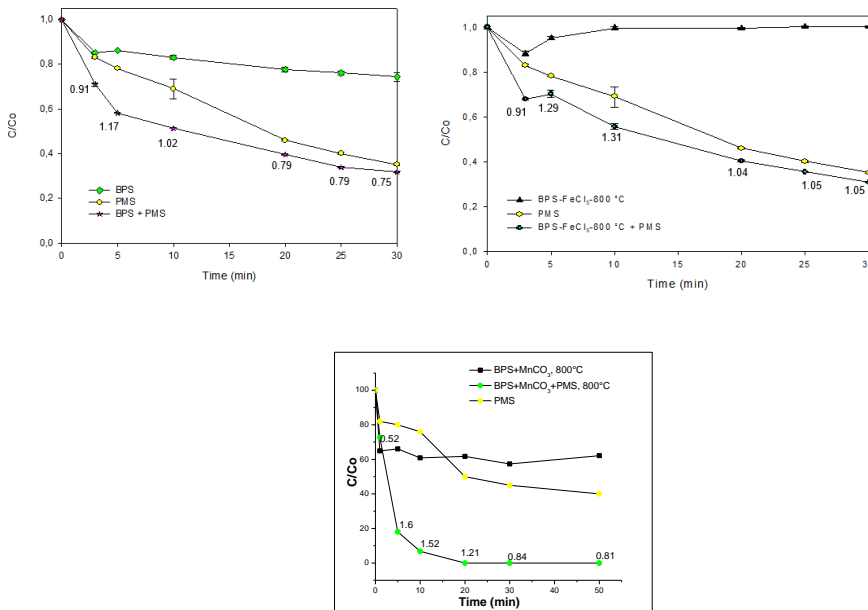 1,0
0,8
0,6
0,4
0,2
0,0
C/Co
0.91
1.17
1.02
0.79
0.79
0.75
BPS
PMS
BPS + PMS
0 5 10 15 20 25 30
Time (min)
1,0
0,8
0,6
0,4
0,2
0,0
C/Co
0.91
1.29
1.31
1.04
1.05
1.05
BPS-FeCl₃-800 °C
PMS
BPS-FeCl₃-800 °C + PMS
0 5 10 15 20 25 3
Time (min)
BPS+MnCO₃, 800°C
BPS+MnCO₃+PMS, 800°C
PMS
100
80
60
40
20
0
C/Co
0.52
1.6
1.52
1.21
0.84
0.81
0 10 20 30 40 50
Time (min)